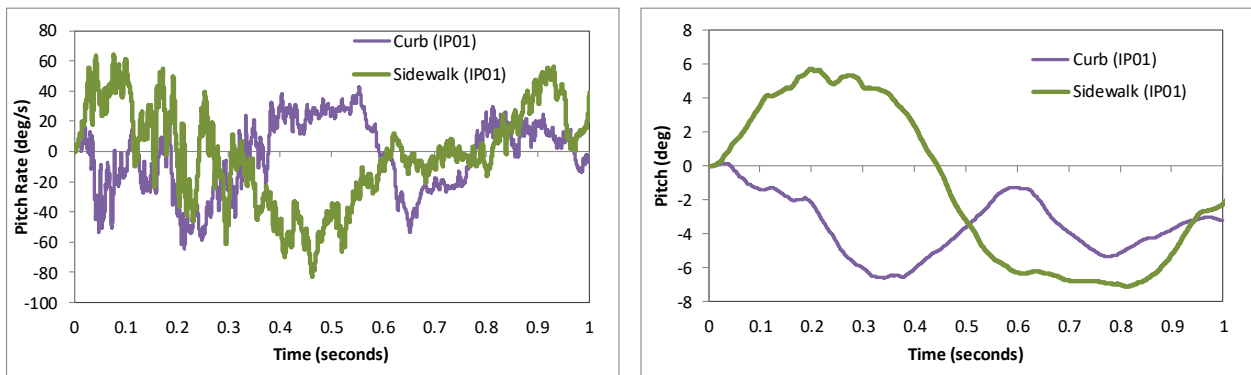 80
60
40
20
0
-20
-40
-60
-80
-100
Pitch Rate (deg/s)
Curb (IP01)
Sidewalk (IP01)
0 0.1 0.2 0.3 0.4 0.5 0.6 0.7 0.8 0.9 1
Time (seconds)
8
6
4
2
0
-2
-4
-6
-8
Pitch (deg)
Curb (IP01)
Sidewalk (IP01)
0 0.1 0.2 0.3 0.4 0.5 0.6 0.7 0.8 0.9 1
Time (seconds)